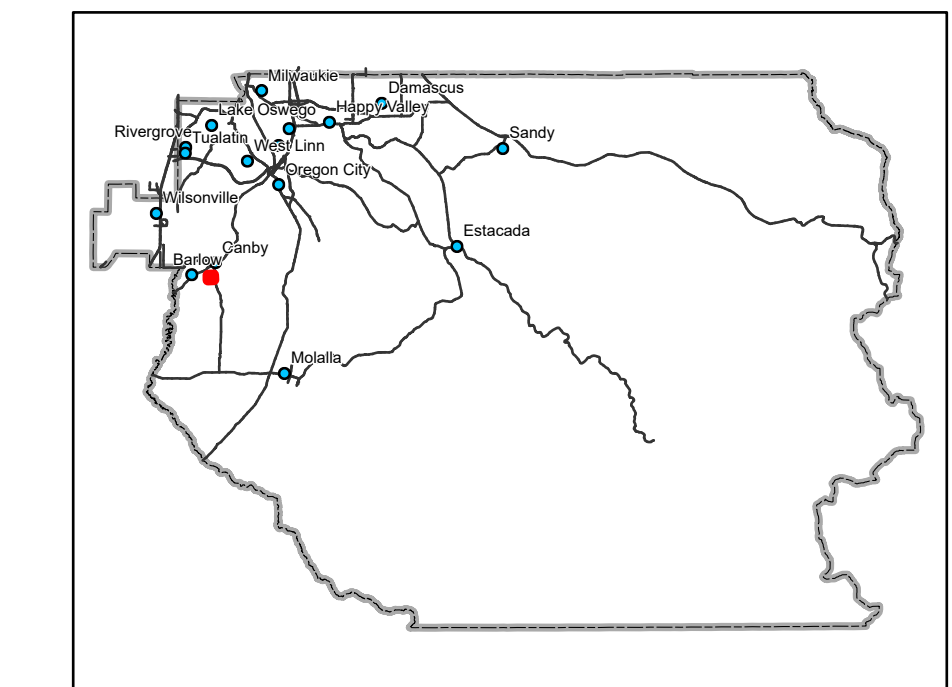 Milwaukie
Damascus
Lake Oswego
Happy Valley
Rivergrove
Tualatin
West Linn
Sandy
Oregon City
Wilsonville
Estacada
Canby
Barlow
Molalla